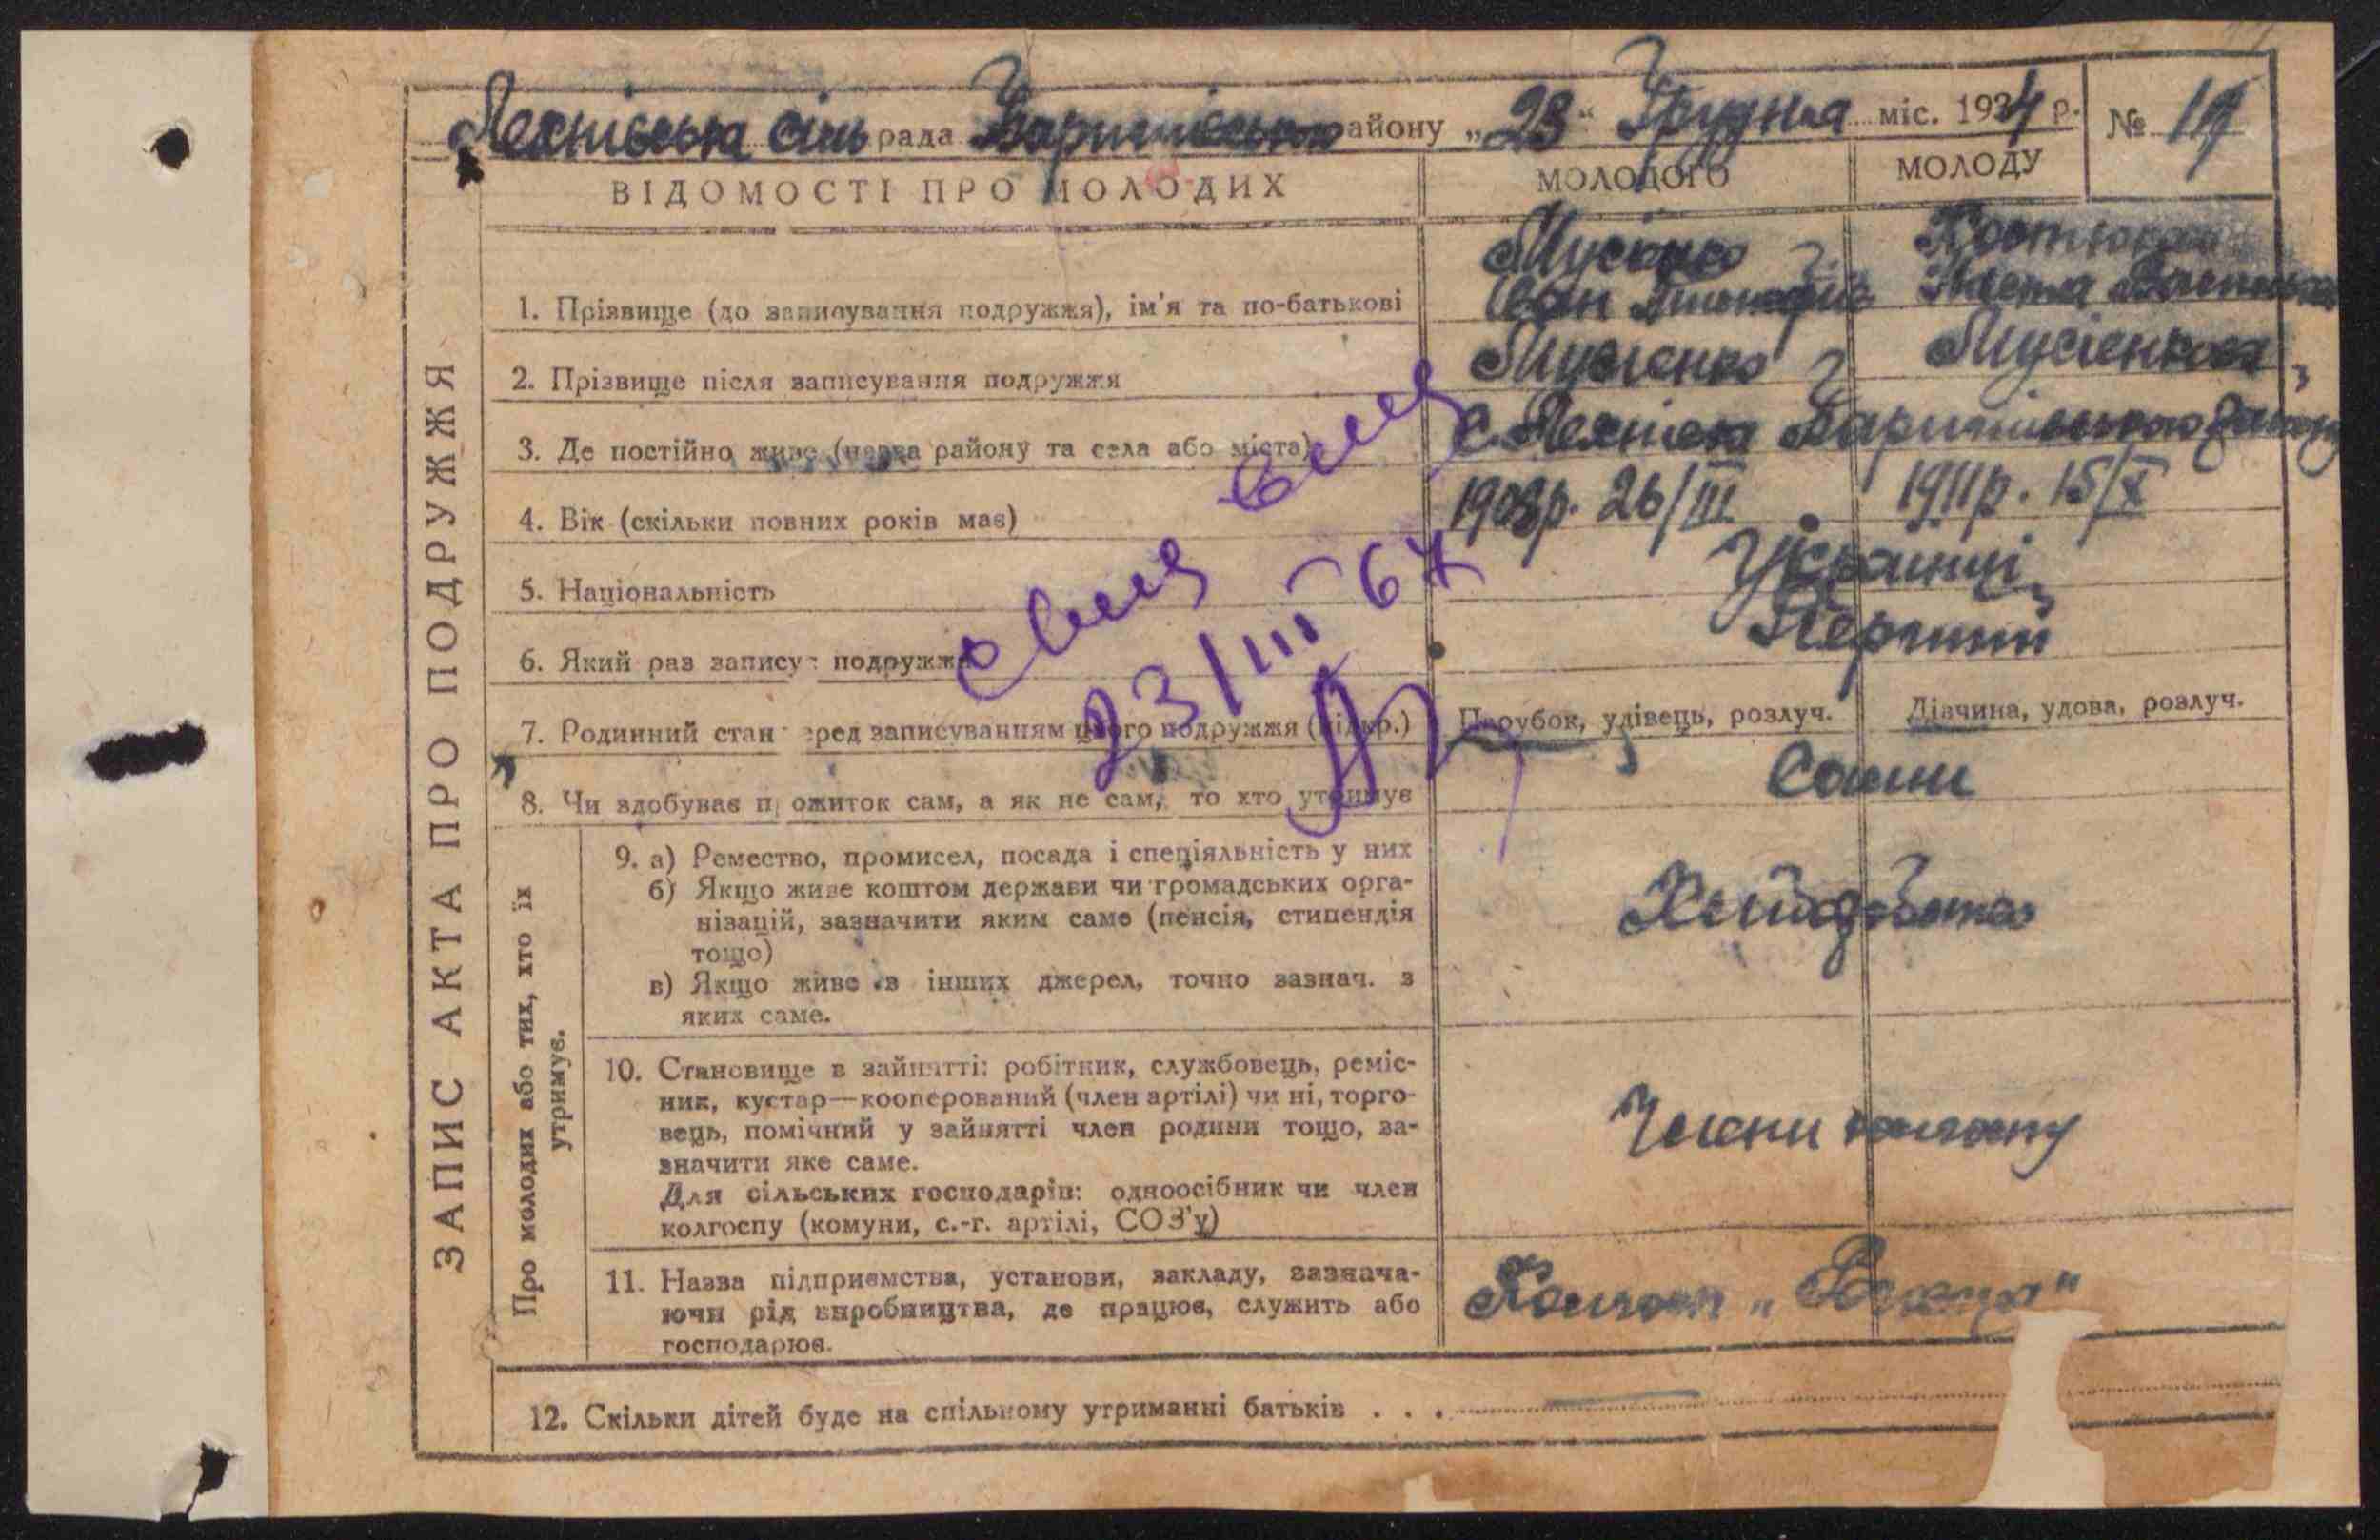 Лехнівська сільрада Баришівського району „23“ Грудня міс. 1934 р. № 19
ЗАПИС АКТА ПРО ПОДРУЖЖЯ
ВІДОМОСТІ ПРО МОЛОДИХ МОЛОДОГО МОЛОДУ
1. Прізвище (до записування подружжя), ім'я та по-батькові Мусієнко Іван
2. Прізвище після записування подружжя Мусієнко Мусієнкова
3. Де постійно живе (назва району та села або міста) с. Лехнівка Баришівського району
4. Вік (скільки повних років має) 1908р. 26/III 1911р. 15/X
5. Національність Українці
6. Який раз записує подружжя Перший
7. Родинний стан перед записуванням цього подружжя (підкр.) Парубок, удівець, розлуч. Дівчина, удова, розлуч.
8. Чи здобуває прожиток сам, а як не сам, то хто утримує Сами
Про молодих або тих, хто їх
утримує.
9. а) Ремество, промисел, посада і спеціяльність у них
б) Якщо живе коштом держави чи громадських орга-
нізацій, зазначити яким саме (пенсія, стипендія
тощо)
в) Якщо живе з інших джерел, точно зазнач. з
яких саме.
10. Становище в зайнятті: робітник, службовець, реміс-
ник, кустар—кооперований (член артілі) чи ні, торго-
вець, помічний у зайнятті член родини тощо, за-
значити яке саме.
Для сільських господарів: одноосібник чи член
колгоспу (комуни, с.-г. артілі, СОЗ'у)
Члени колгоспу
11. Назва підприємства, установи, закладу, зазнача-
ючи рід виробництва, де працює, служить або
господарює.
Колгосп
12. Скільки дітей буде на спільному утриманні батьків . . .
23/III 67